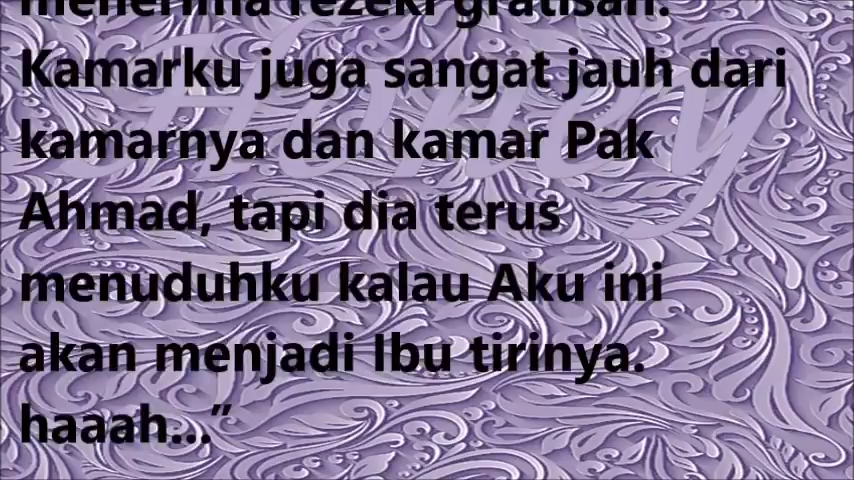 menerima rezeki gratisan.
Kamarku juga sangat jauh dari
kamarnya dan kamar Pak
Ahmad, tapi dia terus
menuduhku kalau Aku ini
akan menjadi Ibu tirinya.
haaah...”
Honey